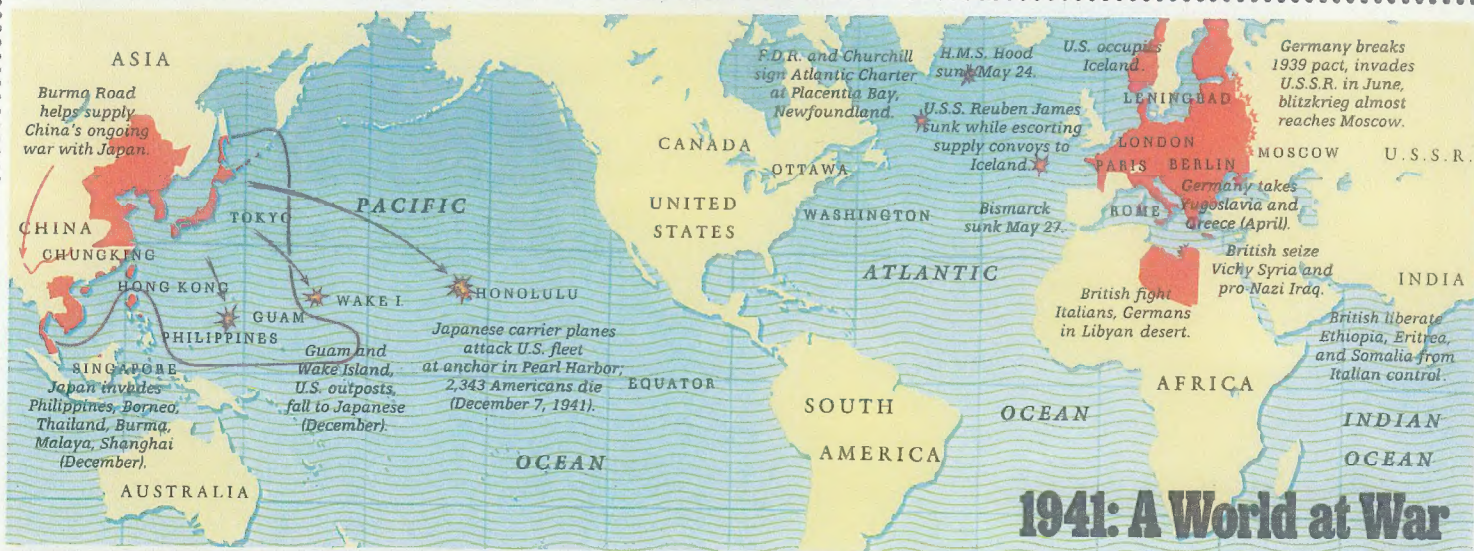 ASIA
Burma Road
helps supply
China's ongoing
war with Japan.
CHINA
CHUNGKING
HONG KONG
TOKYO
PACIFIC
WAKE I.
GUAM
PHILIPPINES
HONOLULU
SINGAPORE
Japan invades
Philippines, Borneo,
Thailand, Burma,
Malaya, Shanghai
(December).
Guam and
Wake Island,
U.S. outposts,
fall to Japanese
(December).
Japanese carrier planes
attack U.S. fleet
at anchor in Pearl Harbor;
2,343 Americans die
(December 7, 1941).
EQUATOR
OCEAN
AUSTRALIA
F.D.R. and Churchill
sign Atlantic Charter
at Placentia Bay,
Newfoundland.
CANADA
OTTAWA
UNITED
STATES
WASHINGTON
H.M.S. Hood
sunk May 24.
U.S.S. Reuben James
sunk while escorting
supply convoys to
Iceland.
Bismarck
sunk May 27.
ATLANTIC
OCEAN
SOUTH
AMERICA
U.S. occupies
Iceland.
LENINGRAD
LONDON
PARIS
BERLIN
ROME
MOSCOW
U.S.S.R.
Germany breaks
1939 pact, invades
U.S.S.R. in June,
blitzkrieg almost
reaches Moscow.
Germany takes
Yugoslavia and
Greece (April).
British seize
Vichy Syria and
pro-Nazi Iraq.
British fight
Italians, Germans
in Libyan desert.
INDIA
British liberate
Ethiopia, Eritrea,
and Somalia from
Italian control.
AFRICA
INDIAN
OCEAN
1941: A World at War